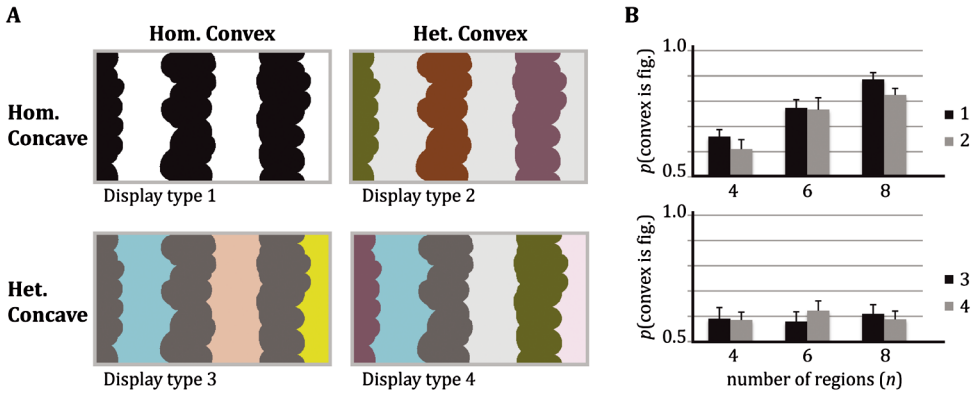 A
Hom. Convex
Het. Convex
Hom.
Concave
Display type 1
Display type 2
Het.
Concave
Display type 3
Display type 4
B
p(convex is fig.)
1.0
0.5
4 6 8
1
2
p(convex is fig.)
1.0
0.5
4 6 8
3
4
number of regions (n)